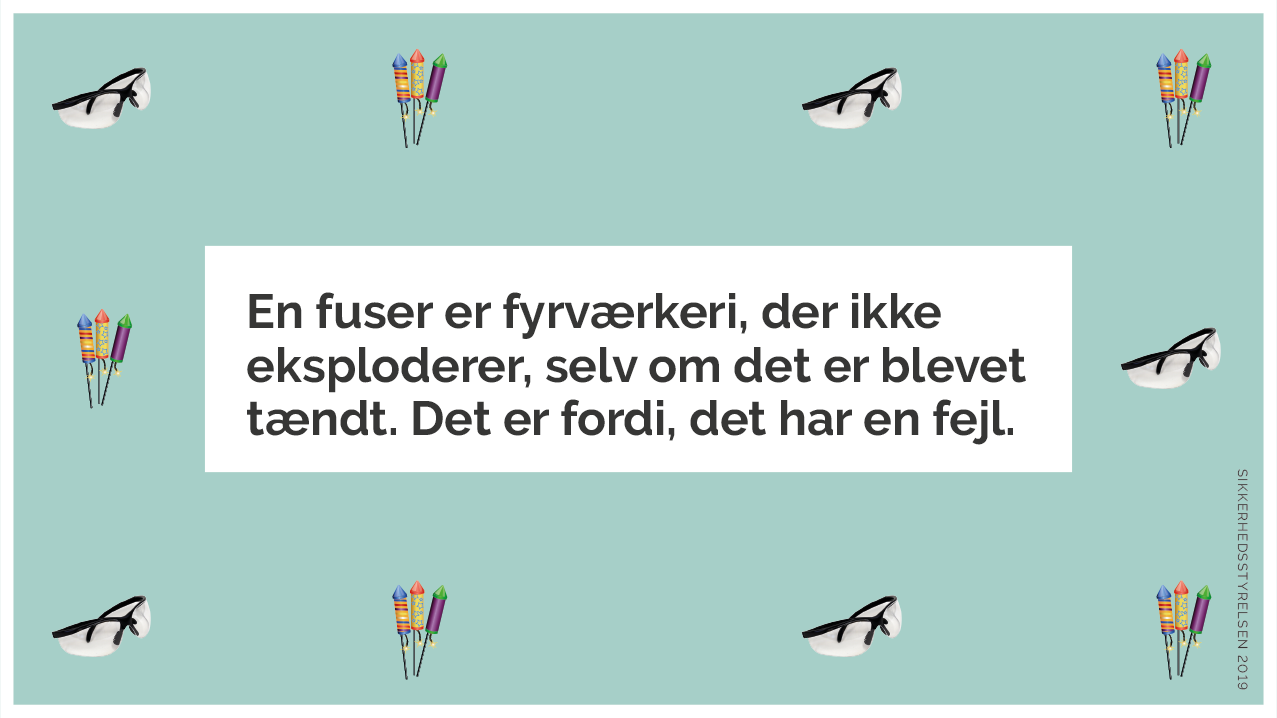 En fuser er fyrværkeri, der ikke
eksploderer, selv om det er blevet
tændt. Det er fordi, det har en fejl.
SIKKERHEDSSTYRELSEN 2019